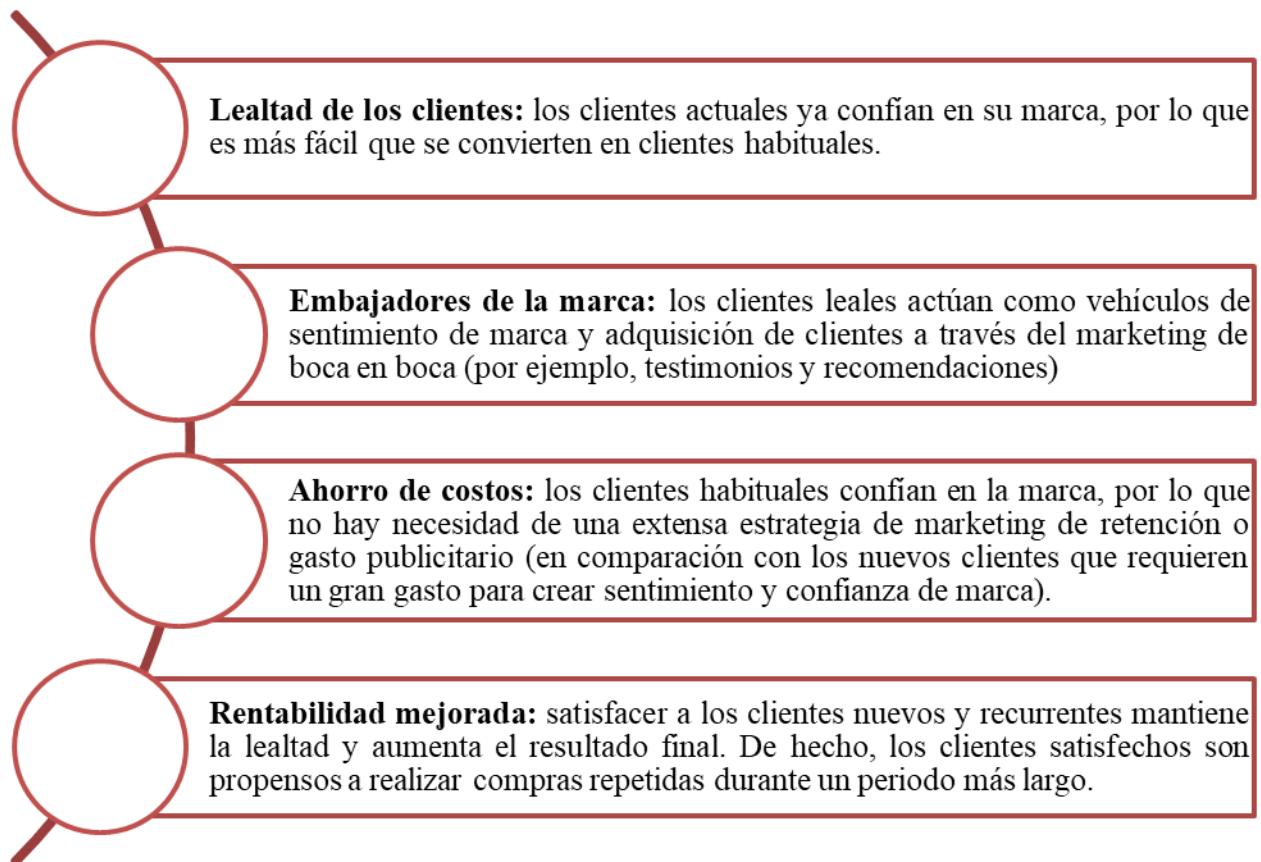 Lealtad de los clientes: los clientes actuales ya confían en su marca, por lo que
es más fácil que se convierten en clientes habituales.
Embajadores de la marca: los clientes leales actúan como vehículos de
sentimiento de marca y adquisición de clientes a través del marketing de
boca en boca (por ejemplo, testimonios y recomendaciones)
Ahorro de costos: los clientes habituales confían en la marca, por lo que
no hay necesidad de una extensa estrategia de marketing de retención o
gasto publicitario (en comparación con los nuevos clientes que requieren
un gran gasto para crear sentimiento y confianza de marca).
Rentabilidad mejorada: satisfacer a los clientes nuevos y recurrentes mantiene
la lealtad y aumenta el resultado final. De hecho, los clientes satisfechos son
propensos a realizar compras repetidas durante un periodo más largo.